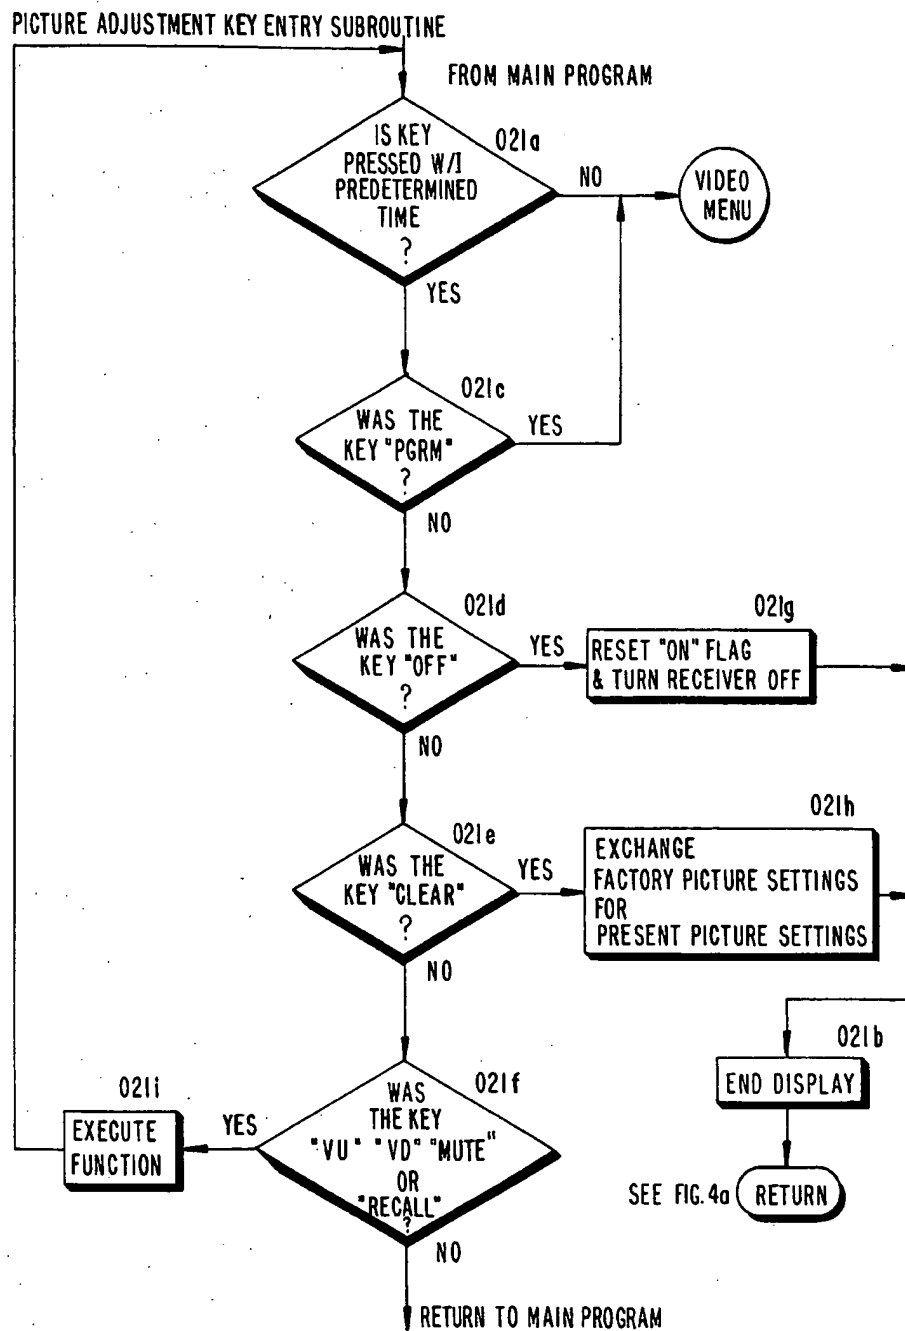 PICTURE ADJUSTMENT KEY ENTRY SUBROUTINE
FROM MAIN PROGRAM
IS KEY
PRESSED W/I
PREDETERMINED
TIME
?
021a
NO
VIDEO
MENU
YES
021c
WAS THE
KEY "PGRM"
?
YES
NO
021d
WAS THE
KEY "OFF"
?
YES
021g
RESET "ON" FLAG
& TURN RECEIVER OFF
NO
021e
WAS THE
KEY "CLEAR"
?
YES
021h
EXCHANGE
FACTORY PICTURE SETTINGS
FOR
PRESENT PICTURE SETTINGS
NO
021b
END DISPLAY
SEE FIG. 4a
RETURN
021f
WAS
THE KEY
"VU" "VD" "MUTE"
OR
"RECALL"
?
YES
021i
EXECUTE
FUNCTION
NO
RETURN TO MAIN PROGRAM